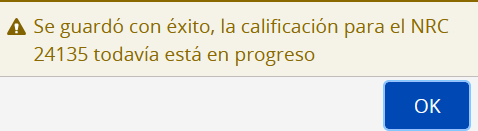 Se guardó con éxito, la calificación para el NRC
24135 todavía está en progreso
OK